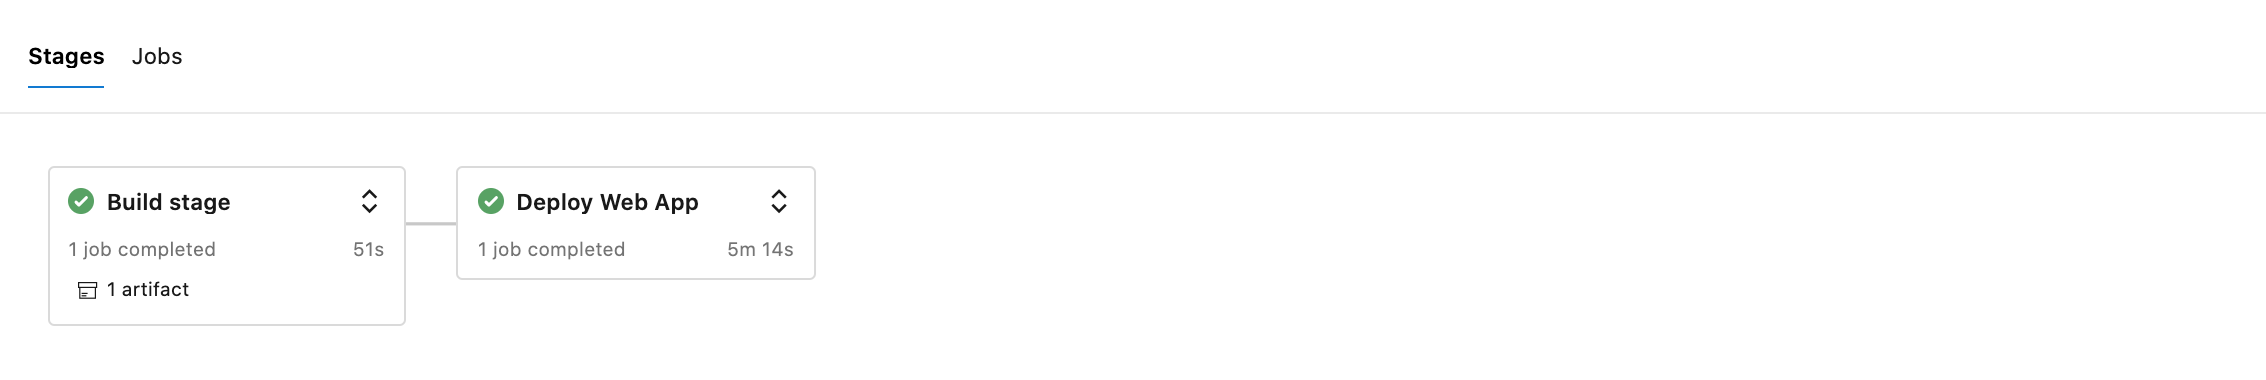 Stages Jobs
Build stage
1 job completed 51s
1 artifact
Deploy Web App
1 job completed 5m 14s